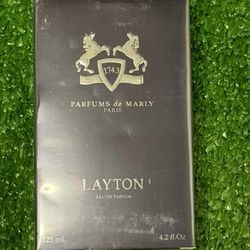 1743
PARFUMS de MARLY
PARIS
LAYTON
EAU DE PARFUM
125 ml 4.2 fl.Oz